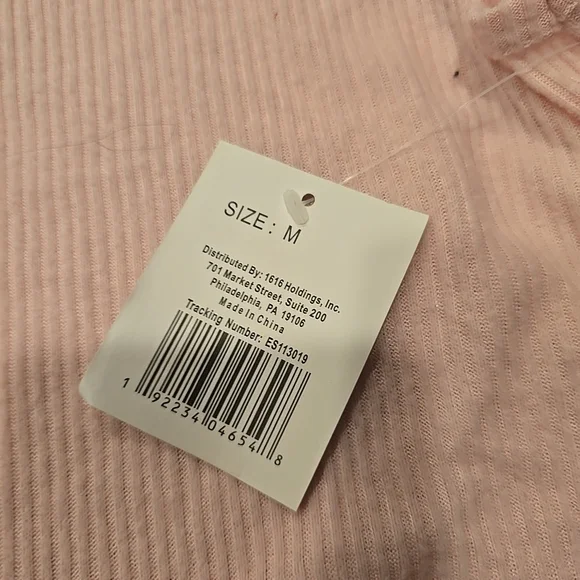 SIZE: M
Distributed By: 1616 Holdings, Inc.
701 Market Street, Suite 200
Philadelphia, PA 19106
Made In China
Tracking Number: ES113019
1 92234 04654 8